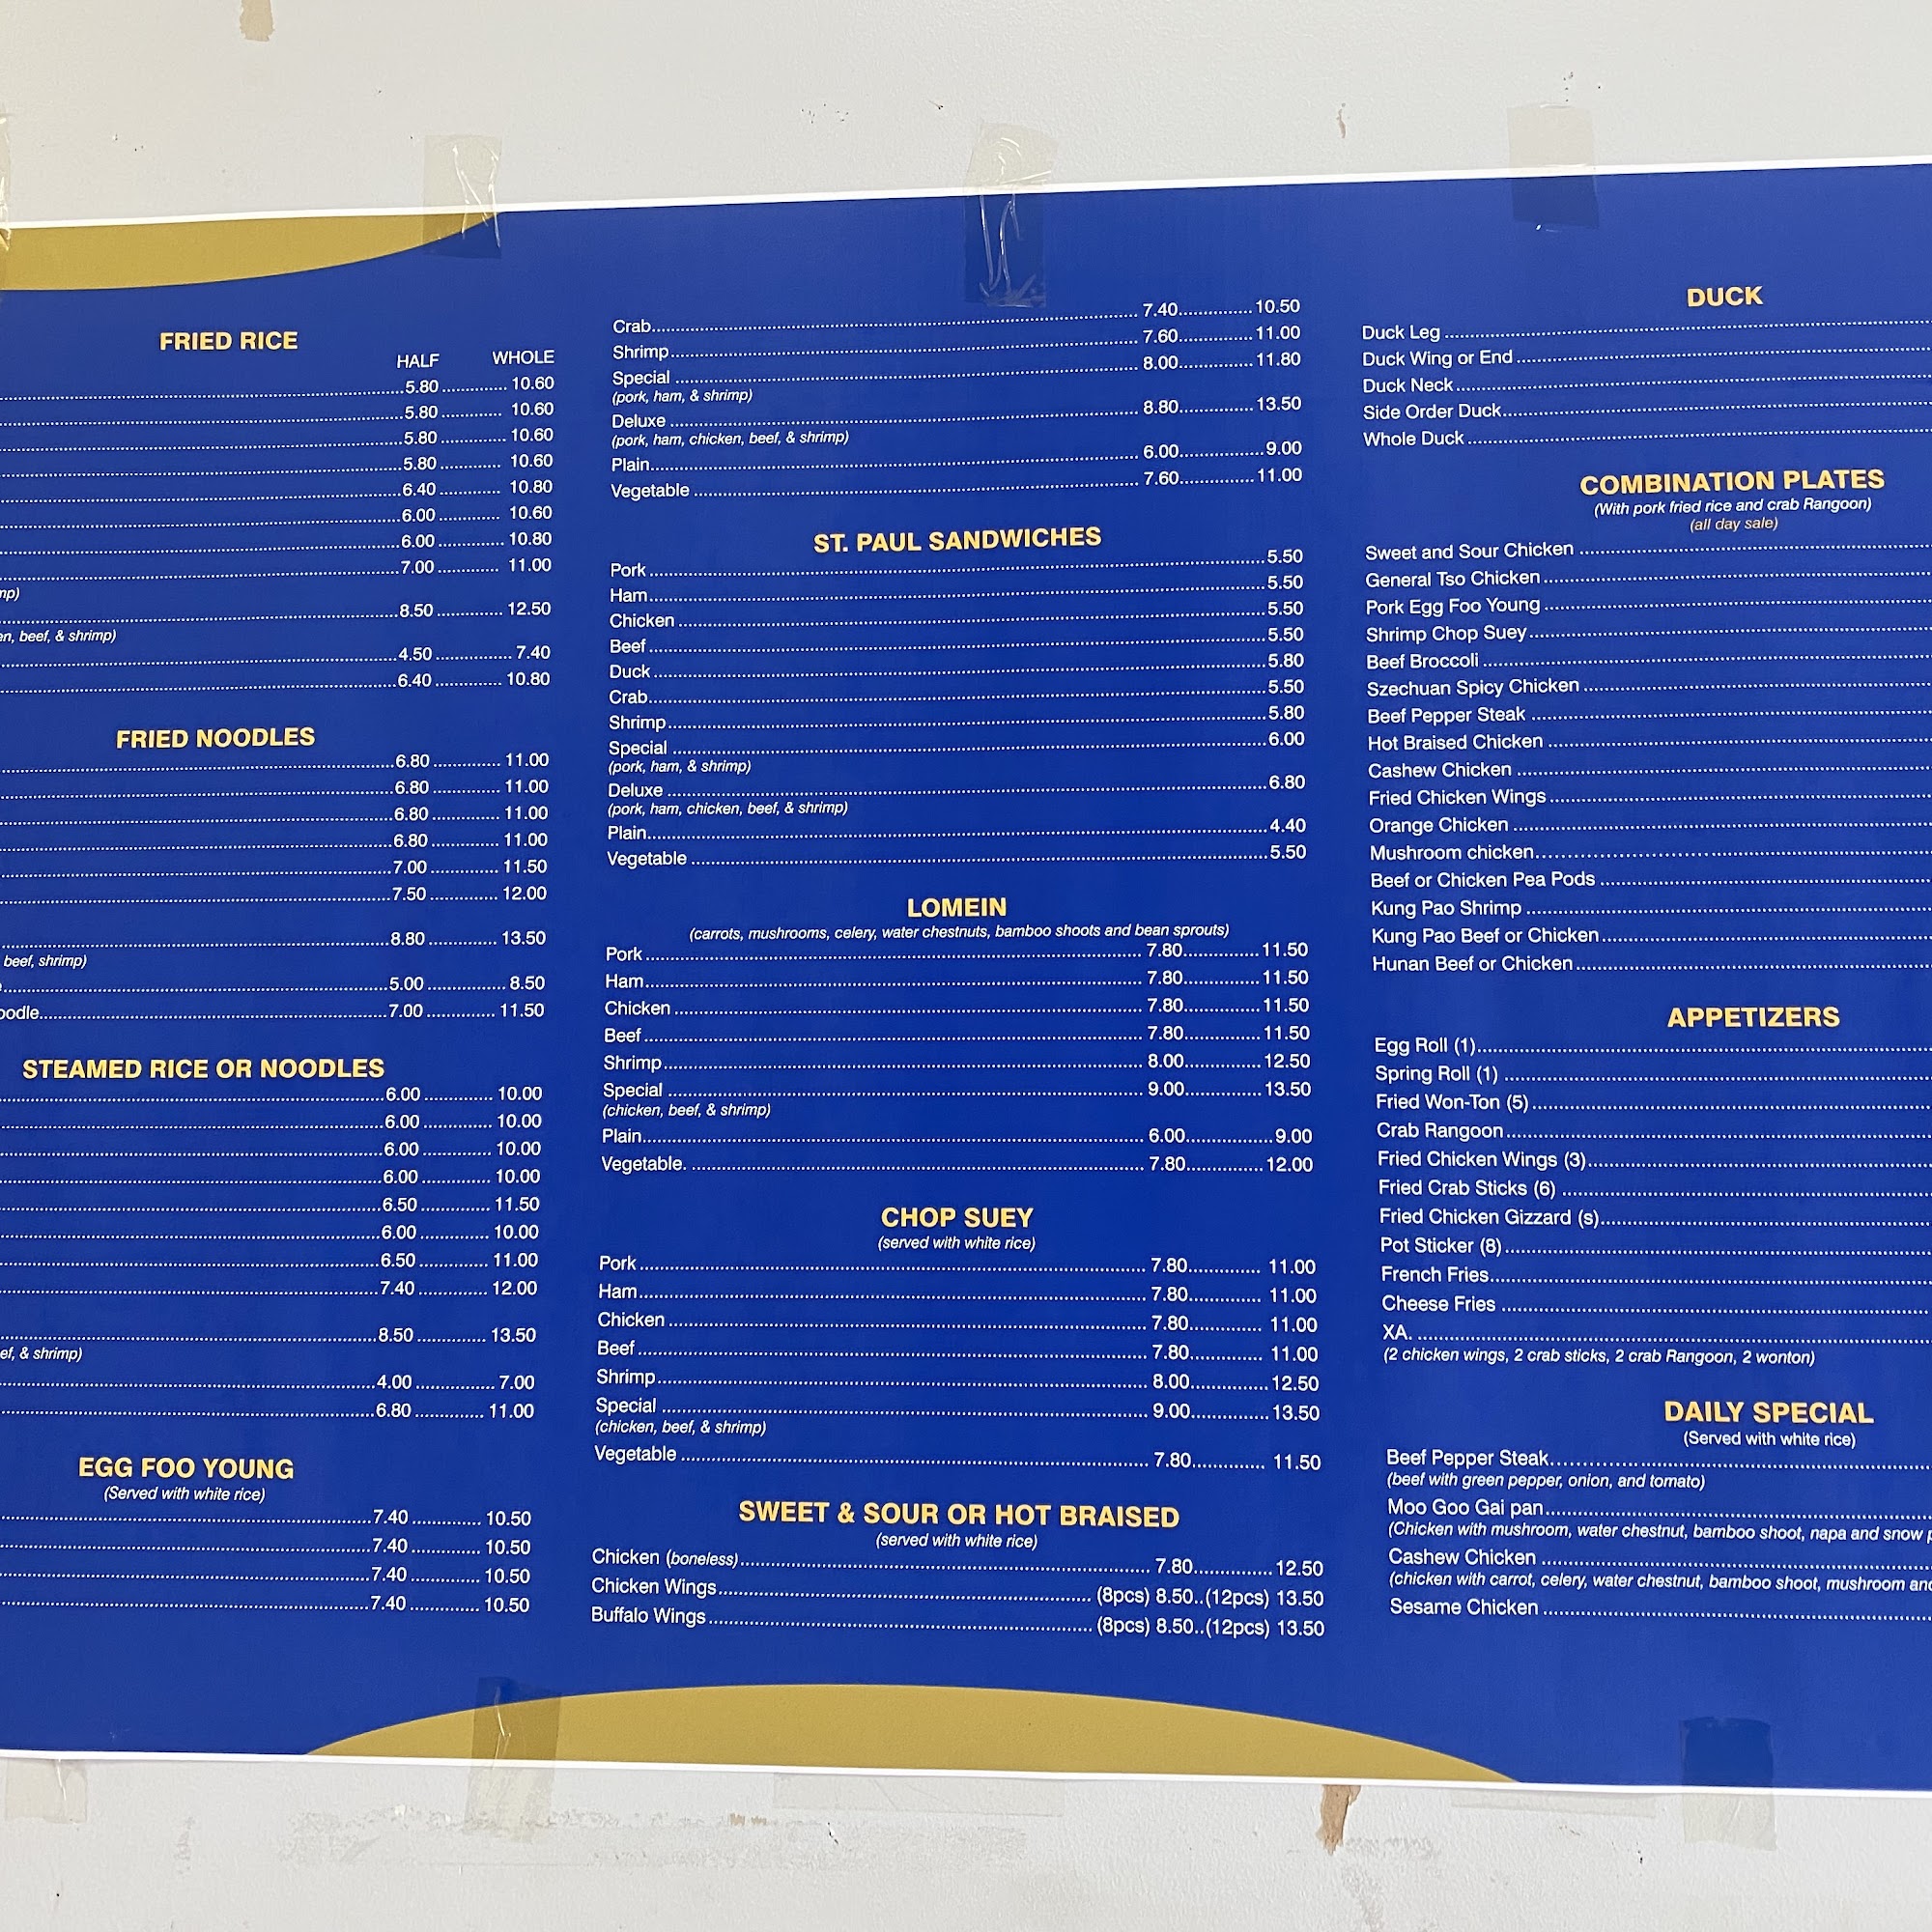 FRIED RICE
HALF WHOLE
5.80 10.60
5.80 10.60
5.80 10.60
5.80 10.60
6.40 10.80
6.00 10.60
6.00 10.80
7.00 11.00
8.50 12.50
, beef, & shrimp)
4.50 7.40
6.40 10.80
FRIED NOODLES
6.80 11.00
6.80 11.00
6.80 11.00
6.80 11.00
7.00 11.50
7.50 12.00
8.80 13.50
beef, shrimp)
5.00 8.50
7.00 11.50
STEAMED RICE OR NOODLES
6.00 10.00
6.00 10.00
6.00 10.00
6.00 10.00
6.50 11.50
6.00 10.00
6.50 11.00
7.40 12.00
8.50 13.50
& shrimp)
4.00 7.00
6.80 11.00
EGG FOO YOUNG
(Served with white rice)
7.40 10.50
7.40 10.50
7.40 10.50
7.40 10.50
Crab 7.40 10.50
Shrimp 7.60 11.00
Special 8.00 11.80
(pork, ham, & shrimp)
Deluxe 8.80 13.50
(pork, ham, chicken, beef, & shrimp)
Plain 6.00 9.00
Vegetable 7.60 11.00
ST. PAUL SANDWICHES
Pork 5.50
Ham 5.50
Chicken 5.50
Beef 5.50
Duck 5.80
Crab 5.50
Shrimp 5.80
Special 6.00
(pork, ham, & shrimp)
Deluxe 6.80
(pork, ham, chicken, beef, & shrimp)
Plain 4.40
Vegetable 5.50
LOMEIN
(carrots, mushrooms, celery, water chestnuts, bamboo shoots and bean sprouts)
Pork 7.80 11.50
Ham 7.80 11.50
Chicken 7.80 11.50
Beef 7.80 11.50
Shrimp 8.00 12.50
Special 9.00 13.50
(chicken, beef, & shrimp)
Plain 6.00 9.00
Vegetable. 7.80 12.00
CHOP SUEY
(served with white rice)
Pork 7.80 11.00
Ham 7.80 11.00
Chicken 7.80 11.00
Beef 7.80 11.00
Shrimp 8.00 12.50
Special 9.00 13.50
(chicken, beef, & shrimp)
Vegetable 7.80 11.50
SWEET & SOUR OR HOT BRAISED
(served with white rice)
Chicken (boneless) 7.80 12.50
Chicken Wings (8pcs) 8.50..(12pcs) 13.50
Buffalo Wings (8pcs) 8.50..(12pcs) 13.50
DUCK
Duck Leg
Duck Wing or End
Duck Neck
Side Order Duck
Whole Duck
COMBINATION PLATES
(With pork fried rice and crab Rangoon)
(all day sale)
Sweet and Sour Chicken
General Tso Chicken
Pork Egg Foo Young
Shrimp Chop Suey
Beef Broccoli
Szechuan Spicy Chicken
Beef Pepper Steak
Hot Braised Chicken
Cashew Chicken
Fried Chicken Wings
Orange Chicken
Mushroom chicken
Beef or Chicken Pea Pods
Kung Pao Shrimp
Kung Pao Beef or Chicken
Hunan Beef or Chicken
APPETIZERS
Egg Roll (1)
Spring Roll (1)
Fried Won-Ton (5)
Crab Rangoon
Fried Chicken Wings (3)
Fried Crab Sticks (6)
Fried Chicken Gizzard (s)
Pot Sticker (8)
French Fries
Cheese Fries
XA.
(2 chicken wings, 2 crab sticks, 2 crab Rangoon, 2 wonton)
DAILY SPECIAL
(Served with white rice)
Beef Pepper Steak
(beef with green pepper, onion, and tomato)
Moo Goo Gai pan
(Chicken with mushroom, water chestnut, bamboo shoot, napa and snow
Cashew Chicken
(chicken with carrot, celery, water chestnut, bamboo shoot, mushroom
Sesame Chicken